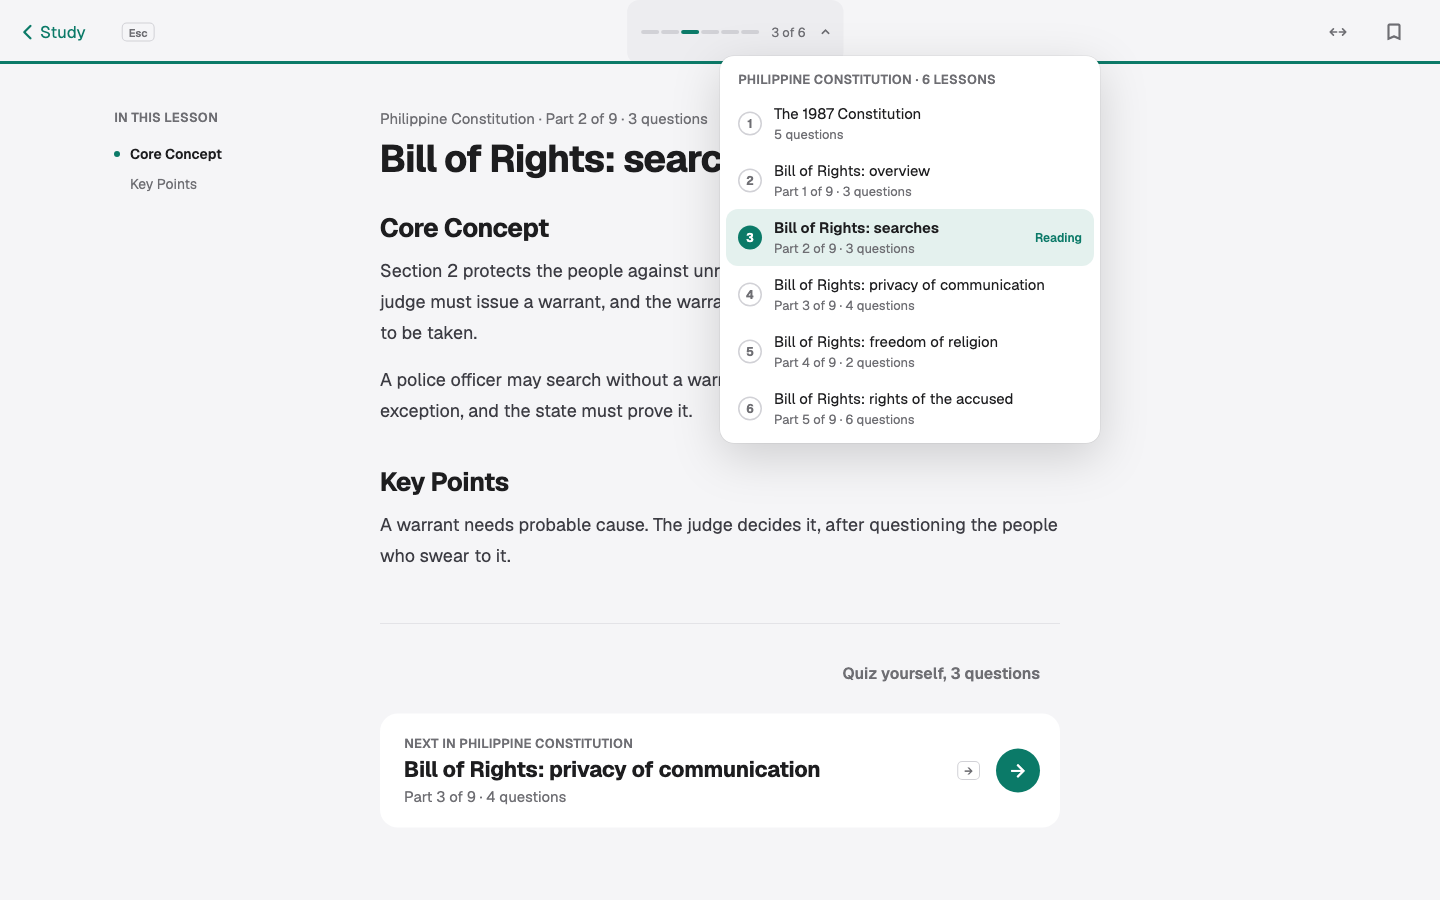 Study
Esc
3 of 6
PHILIPPINE CONSTITUTION · 6 LESSONS
1
The 1987 Constitution
5 questions
2
Bill of Rights: overview
Part 1 of 9 · 3 questions
3
Bill of Rights: searches
Part 2 of 9 · 3 questions
Reading
4
Bill of Rights: privacy of communication
Part 3 of 9 · 4 questions
5
Bill of Rights: freedom of religion
Part 4 of 9 · 2 questions
6
Bill of Rights: rights of the accused
Part 5 of 9 · 6 questions
IN THIS LESSON
Core Concept
Key Points
Philippine Constitution · Part 2 of 9 · 3 questions
Bill of Rights:
Core Concept
Section 2 protects the people against
judge must issue a warrant, and the
to be taken.
A police officer may search without a
exception, and the state must prove it.
Key Points
A warrant needs probable cause. The judge decides it, after questioning the people
who swear to it.
Quiz yourself, 3 questions
NEXT IN PHILIPPINE CONSTITUTION
Bill of Rights: privacy of communication
Part 3 of 9 · 4 questions